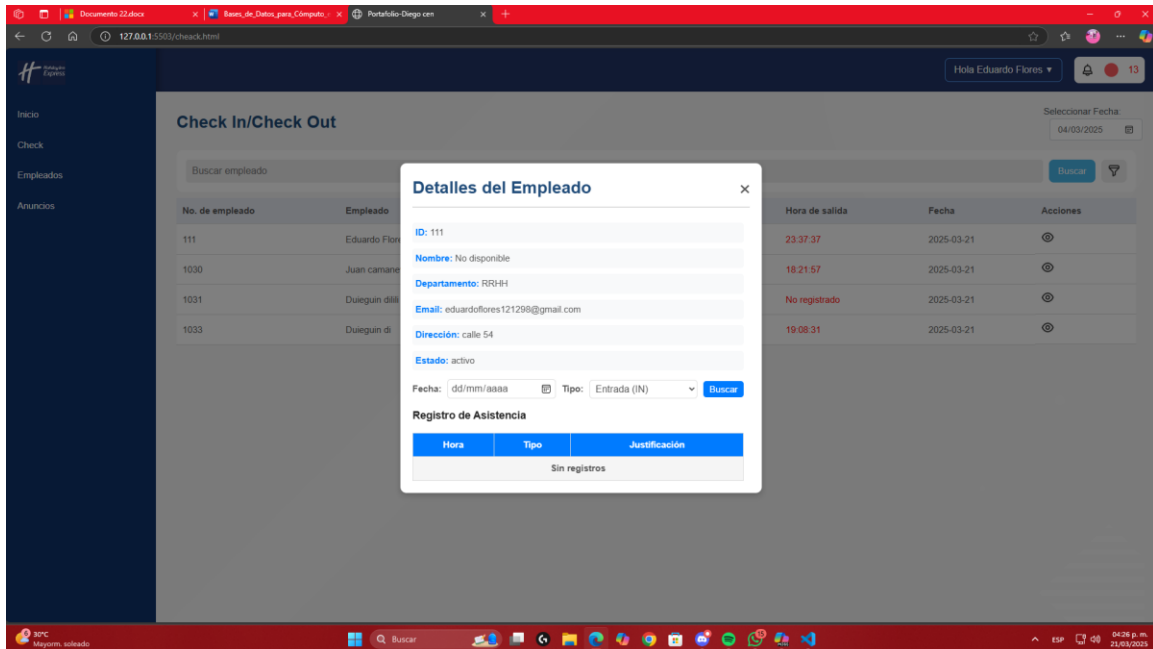 Documento 22.docx
Bases_de_Datos_para_Cómputo_
Portafolio-Diego cen
127.0.0.1:5503/cheack.html
Express
Hola Eduardo Flores ▾
13
Inicio
Check
Empleados
Anuncios
Check In/Check Out
Seleccionar Fecha:
04/03/2025
Buscar empleado
Buscar
No. de empleado Empleado Hora de salida Fecha Acciones
111 Eduardo Flor 23:37:37 2025-03-21
1030 Juan camane 18:21:57 2025-03-21
1031 Duieguin dilili No registrado 2025-03-21
1033 Duieguin di 19:08:31 2025-03-21
Detalles del Empleado ×
ID: 111
Nombre: No disponible
Departamento: RRHH
Email: eduardoflores121298@gmail.com
Dirección: calle 54
Estado: activo
Fecha: dd/mm/aaaa Tipo: Entrada (IN) Buscar
Registro de Asistencia
Hora Tipo Justificación
Sin registros
30°C
Mayorm. soleado
Buscar
ESP
04:26 p. m.
21/03/2025